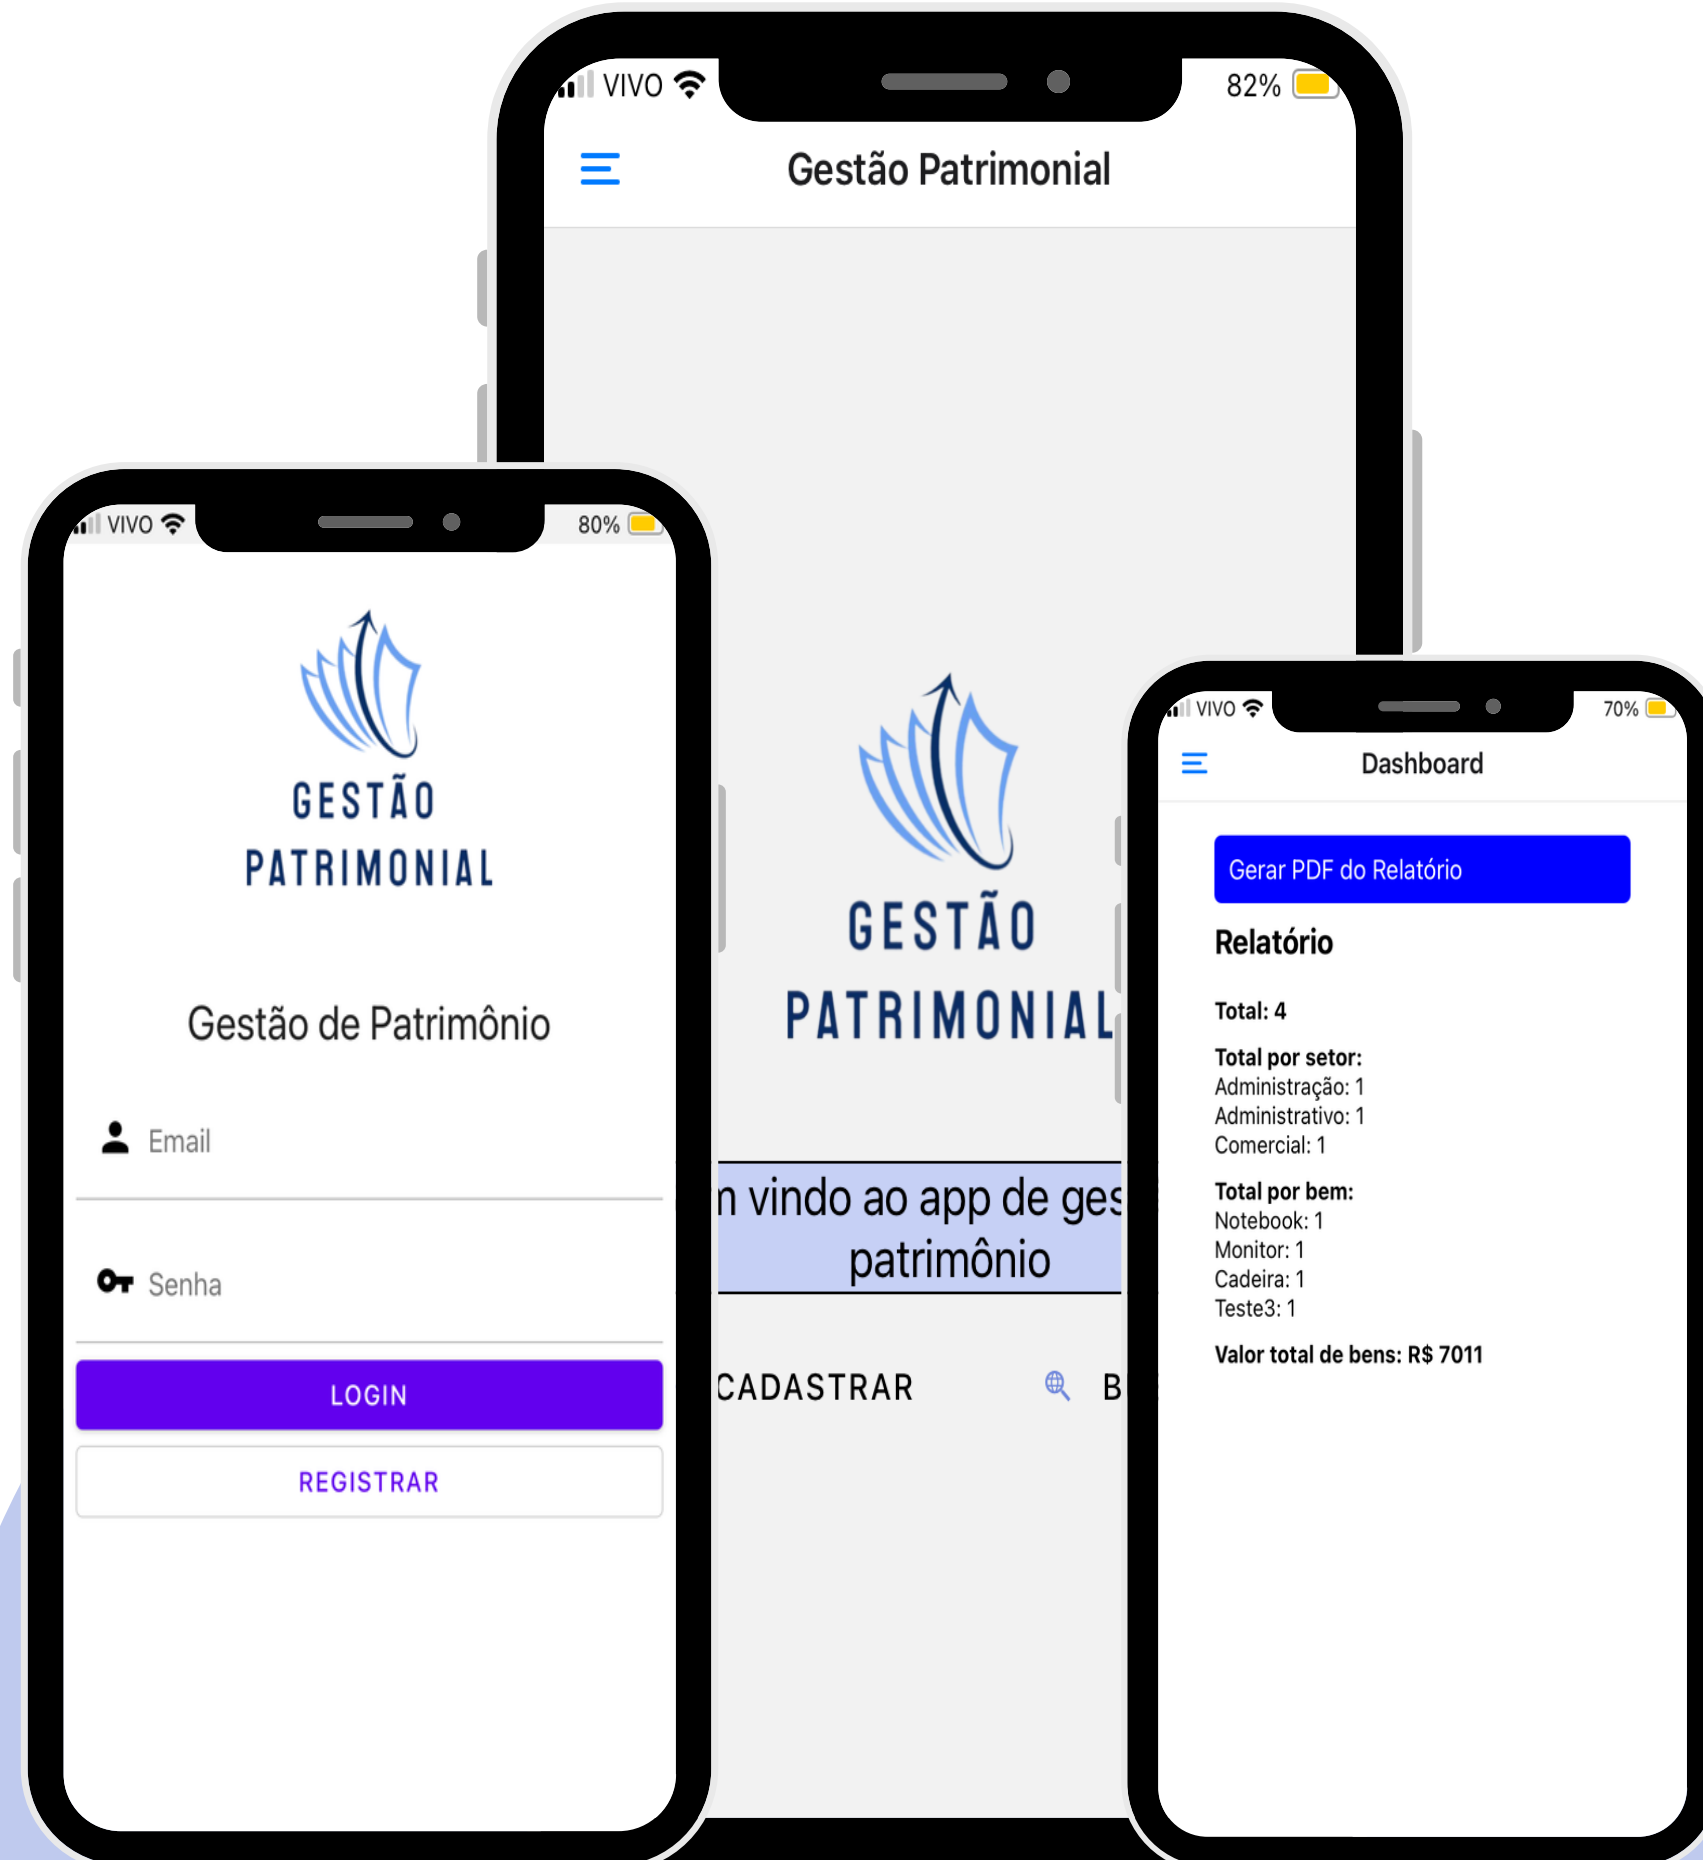 VIVO
82%
Gestão Patrimonial
GESTÃO
PATRIMONIAL
vindo ao app de
patrimônio
CADASTRAR
VIVO
80%
GESTÃO
PATRIMONIAL
Gestão de Patrimônio
Email
Senha
LOGIN
REGISTRAR
VIVO
70%
Dashboard
Gerar PDF do Relatório
Relatório
Total: 4
Total por setor:
Administração: 1
Administrativo: 1
Comercial: 1
Total por bem:
Notebook: 1
Monitor: 1
Cadeira: 1
Teste3: 1
Valor total de bens: R$ 7011